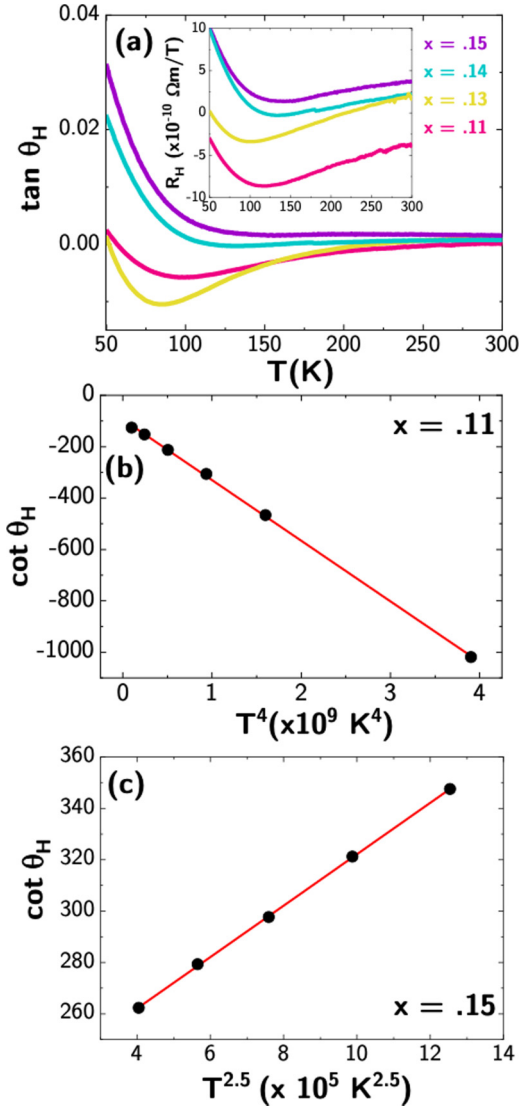 (a)
x = .15
x = .14
x = .13
x = .11
R_H (x10^-10 Ωm/T)
10
5
0
-5
-10
50 100 150 200 250 300
tan θ_H
0.04
0.02
0.00
50 100 150 200 250 300
T(K)
(b)
x = .11
cot θ_H
0
-200
-400
-600
-800
-1000
0 1 2 3 4
T^4(x10^9 K^4)
(c)
x = .15
cot θ_H
360
340
320
300
280
260
4 6 8 10 12 14
T^2.5 (x 10^5 K^2.5)